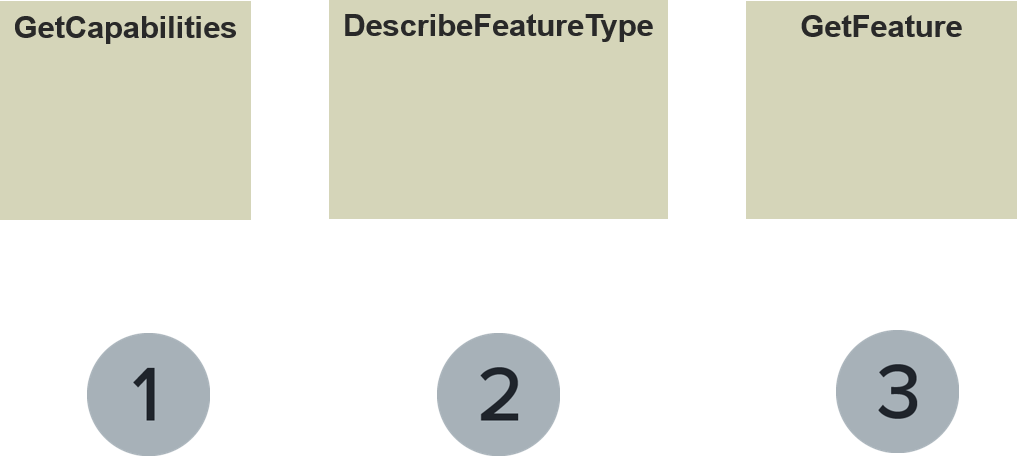 GetCapabilities
DescribeFeatureType
GetFeature
1
2
3